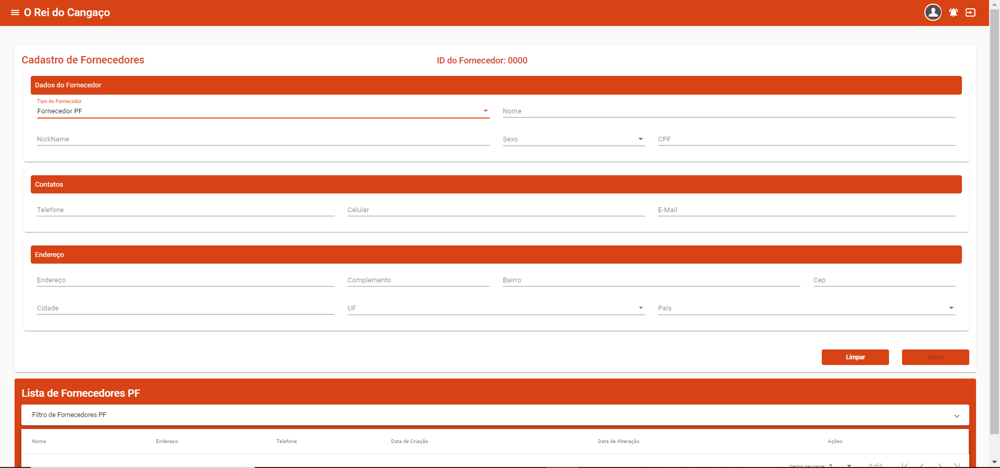 O Rei do Cangaço
Cadastro de Fornecedores
ID do Fornecedor: 0000
Dados do Fornecedor
Tipo de Fornecedor
Fornecedor PF
Nome
NickName
Sexo
CPF
Contatos
Telefone
Celular
E-Mail
Endereço
Endereço
Complemento
Bairro
Cep
Cidade
UF
País
Limpar
Salvar
Lista de Fornecedores PF
Filtro de Fornecedores PF
Nome
Endereço
Telefone
Data de Criação
Data de Alteração
Ações
Items per page: 5
0 of 0